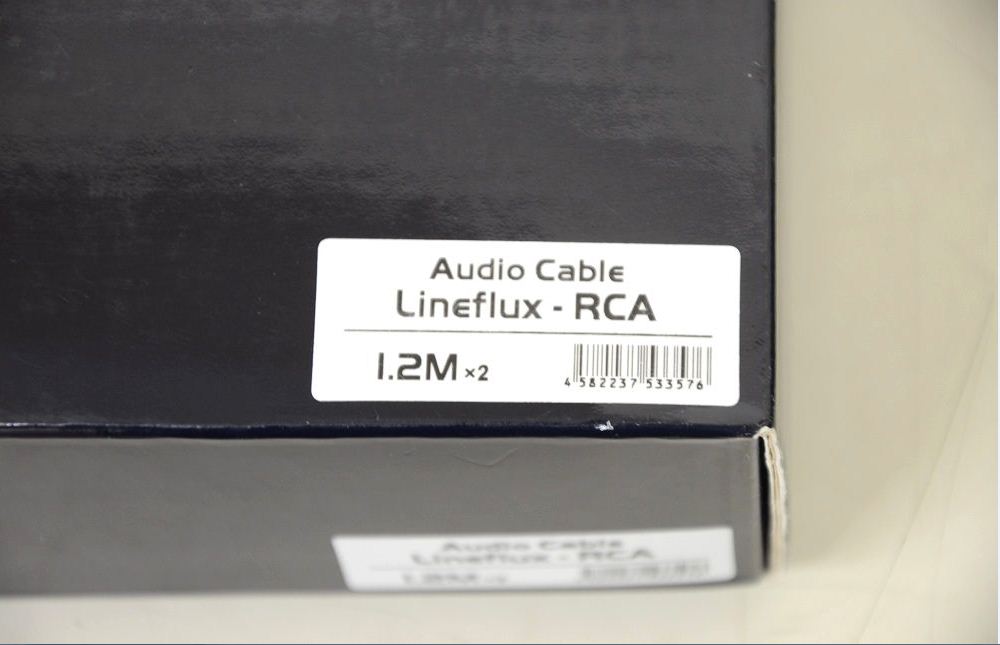 Audio Cable
Lineflux - RCA
1.2M ×2
4 582237 533576
Audio Cable
Lineflux - RCA